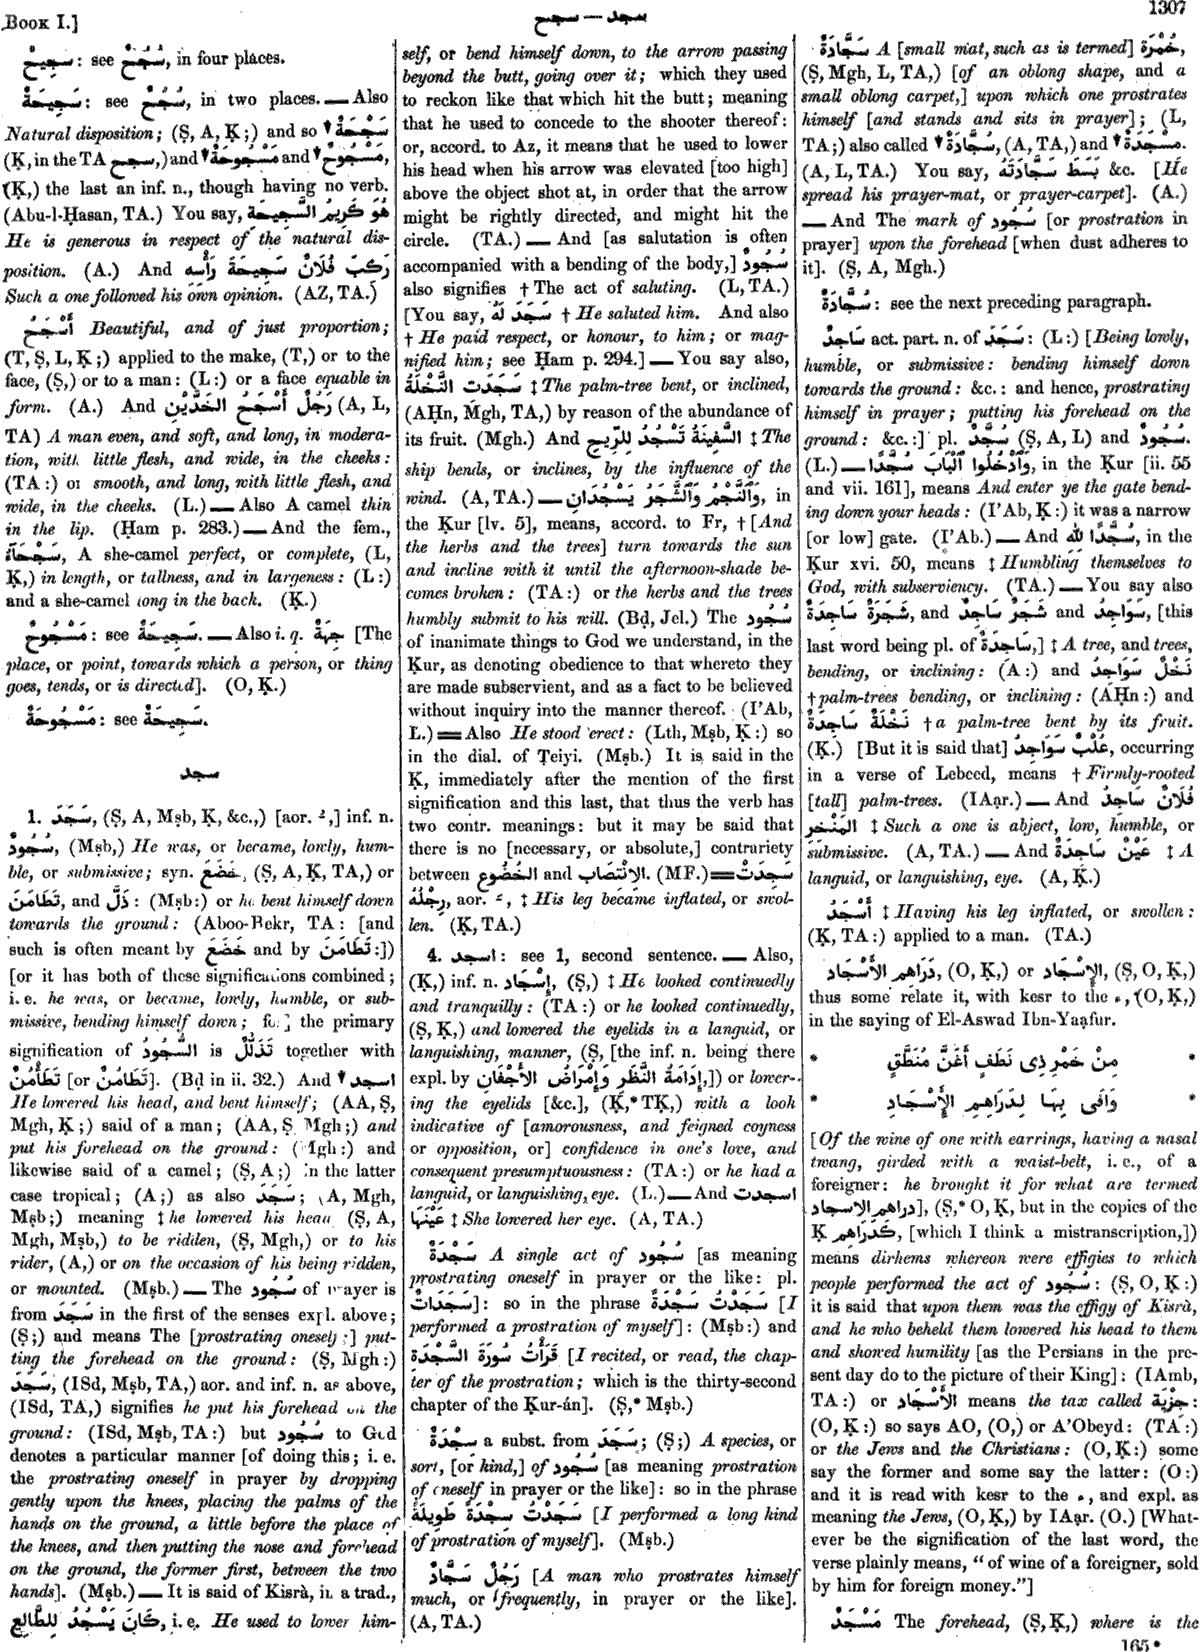 Book I.]
سجد — سجح
1307
سَجِيحٌ: see سُجُحٌ, in four places.
سَجِيحَةٌ: see سُجُحٌ, in two places. — Also
Natural disposition; (Ṣ, A, Ḳ;) and so ▼ سَجْحَةٌ
(Ḳ, in the TA سجح,) and ▼ مَسْجُوحَةٌ and ▼ مَسْجُوحٌ,
(Ḳ,) the last an inf. n., though having no verb.
(Abu-l-Ḥasan, TA.) You say, هُوَ كَرِيمُ السَّجِيحَةِ
He is generous in respect of the natural dis-
position. (A.) And رَكِبَ فُلَانٌ سَجِيحَةَ رَأْسِهِ
Such a one followed his own opinion. (AZ, TA.)
أَسْجَحُ Beautiful, and of just proportion;
(T, Ṣ, L, Ḳ;) applied to the make, (T,) or to the
face, (Ṣ,) or to a man: (L:) or a face equable in
form. (A.) And رَجُلٌ أَسْجَحُ الخَدَّيْنِ (A, L,
TA) A man even, and soft, and long, in modera-
tion, with little flesh, and wide, in the cheeks:
(TA:) or smooth, and long, with little flesh, and
wide, in the cheeks. (L.) — Also A camel thin
in the lip. (Ḥam p. 283.) — And the fem.,
سَجْحَآءُ, A she-camel perfect, or complete, (L,
Ḳ,) in length, or tallness, and in largeness: (L:)
and a she-camel long in the back. (Ḳ.)
مَسْجُوحٌ: see سَجِيحَةٌ. — Also i. q. جِهَةٌ [The
place, or point, towards which a person, or thing
goes, tends, or is directed]. (O, Ḳ.)
مَسْجُوحَةٌ: see سَجِيحَةٌ.
سجد
1. سَجَدَ, (Ṣ, A, Mṣb, Ḳ, &c.,) [aor. ـُ,] inf. n.
سُجُودٌ, (Mṣb,) He was, or became, lowly, hum-
ble, or submissive; syn. خَضَعَ, (Ṣ, A, Ḳ, TA,) or
تَطَامَنَ, and ذَلَّ: (Mṣb:) or he bent himself down
towards the ground: (Aboo-Bekr, TA: [and
such is often meant by خَضَعَ and by تَطَامَنَ:])
[or it has both of these significations combined;
i. e. he was, or became, lowly, humble, or sub-
missive, bending himself down; for] the primary
signification of السُّجُودُ is تَذَلُّلٌ together with
تَطَأْمُنٌ [or تَطَامُنٌ]. (Bḍ in ii. 32.) And ▼ اسجد
He lowered his head, and bent himself; (AA, Ṣ,
Mgh, Ḳ;) said of a man; (AA, Ṣ, Mgh;) and
put his forehead on the ground: (Mgh:) and
likewise said of a camel; (Ṣ, A;) in the latter
case tropical; (A;) as also سَجَدَ; (A, Mgh,
Mṣb;) meaning ‡ he lowered his head, (Ṣ, A,
Mgh, Mṣb,) to be ridden, (Ṣ, Mgh,) or to his
rider, (A,) or on the occasion of his being ridden,
or mounted. (Mṣb.) — The سُجُود of prayer is
from سَجَدَ in the first of the senses expl. above;
(Ṣ;) and means The [prostrating oneself;] put-
ting the forehead on the ground: (Ṣ, Mgh:)
سَجَدَ, (ISd, Mṣb, TA,) aor. and inf. n. as above,
(ISd, TA,) signifies he put his forehead on the
ground: (ISd, Mṣb, TA:) but سُجُود to God
denotes a particular manner [of doing this; i. e.
the prostrating oneself in prayer by dropping
gently upon the knees, placing the palms of the
hands on the ground, a little before the place of
the knees, and then putting the nose and forehead
on the ground, the former first, between the two
hands]. (Mṣb.) — It is said of Kisrà, in a trad.,
كَانَ يَسْجُدُ لِلطَّالِعِ, i. e. He used to lower him-
self, or bend himself down, to the arrow passing
beyond the butt, going over it; which they used
to reckon like that which hit the butt; meaning
that he used to concede to the shooter thereof:
or, accord. to Az, it means that he used to lower
his head when his arrow was elevated [too high]
above the object shot at, in order that the arrow
might be rightly directed, and might hit the
circle. (TA.) — And [as salutation is often
accompanied with a bending of the body,] سُجُودٌ
also signifies † The act of saluting. (L, TA.)
[You say, سَجَدَ لَهُ † He saluted him. And also
† He paid respect, or honour, to him; or mag-
nified him; see Ḥam p. 294.] — You say also,
سَجَدَتِ النَّخْلَةُ ‡ The palm-tree bent, or inclined,
(AḤn, Mgh, TA,) by reason of the abundance of
its fruit. (Mgh.) And السَّفِينَةُ تَسْجُدُ لِلرِّيحِ ‡ The
ship bends, or inclines, by the influence of the
wind. (A, TA.) — وَٱلنَّجْمُ وَٱلشَّجَرُ يَسْجُدَانِ, in
the Ḳur [lv. 5], means, accord. to Fr, † [And
the herbs and the trees] turn towards the sun
and incline with it until the afternoon-shade be-
comes broken: (TA:) or the herbs and the trees
humbly submit to his will. (Bḍ, Jel.) The سُجُود
of inanimate things to God we understand, in the
Ḳur, as denoting obedience to that whereto they
are made subservient, and as a fact to be believed
without inquiry into the manner thereof. (I'Ab,
L.) = Also He stood erect: (Lth, Mṣb, Ḳ:) so
in the dial. of Ṭeiyi. (Mṣb.) It is said in the
Ḳ, immediately after the mention of the first
signification and this last, that thus the verb has
two contr. meanings: but it may be said that
there is no [necessary, or absolute,] contrariety
between الخُضُوع and الاِنْتِصَاب. (MF.) = سَجِدَتْ
رِجْلُهُ, aor. ـَ, ‡ His leg became inflated, or swol-
len. (Ḳ, TA.)
4. اسجد: see 1, second sentence. — Also,
(Ḳ,) inf. n. إِسْجَاد, (Ṣ,) ‡ He looked continuedly
and tranquilly: (TA:) or he looked continuedly,
(Ṣ, Ḳ,) and lowered the eyelids in a languid, or
languishing, manner, (Ṣ, [the inf. n. being there
expl. by إِدَامَةُ النَّظَرِ وَإِمْرَاضُ الأَجْفَانِ,]) or lower-
ing the eyelids [&c.], (Ḳ,* TḲ,) with a look
indicative of [amorousness, and feigned coyness
or opposition, or] confidence in one's love, and
consequent presumptuousness: (TA:) or he had a
languid, or languishing, eye. (L.) — And اسجدت
عَيْنَهَا ‡ She lowered her eye. (A, TA.)
سَجْدَةٌ A single act of سُجُود [as meaning
prostrating oneself in prayer or the like: pl.
سَجَدَاتٌ]: so in the phrase سَجَدْتُ سَجْدَةً [I
performed a prostration of myself]: (Mṣb:) and
قَرَأْتُ سُورَةَ السَّجْدَةِ [I recited, or read, the chap-
ter of the prostration; which is the thirty-second
chapter of the Ḳur-án]. (Ṣ,* Mṣb.)
سِجْدَةٌ a subst. from سَجَدَ; (Ṣ;) A species, or
sort, [or kind,] of سُجُود [as meaning prostration
of oneself in prayer or the like]: so in the phrase
سَجَدْتُ سِجْدَةً طَوِيلَةً [I performed a long kind
of prostration of myself]. (Mṣb.)
رَجُلٌ سَجَّادٌ [A man who prostrates himself
much, or frequently, in prayer or the like].
(A, TA.)
سَجَّادَةٌ A [small mat, such as is termed] خُمْرَة,
(Ṣ, Mgh, L, TA,) [of an oblong shape, and a
small oblong carpet,] upon which one prostrates
himself [and stands and sits in prayer]; (L,
TA;) also called ▼ سُجَّادَةٌ, (A, TA,) and ▼ مِسْجَدَةٌ.
(A, L, TA.) You say, بَسَطَ سَجَّادَتَهُ &c. [He
spread his prayer-mat, or prayer-carpet]. (A.)
— And The mark of سُجُود [or prostration in
prayer] upon the forehead [when dust adheres to
it]. (Ṣ, A, Mgh.)
سُجَّادَةٌ: see the next preceding paragraph.
سَاجِدٌ act. part. n. of سَجَدَ: (L:) [Being lowly,
humble, or submissive: bending himself down
towards the ground: &c.: and hence, prostrating
himself in prayer; putting his forehead on the
ground: &c.:] pl. سُجَّدٌ (Ṣ, A, L) and سُجُودٌ.
(L.) — وَٱدْخُلُوا ٱلْبَابَ سُجَّدًا, in the Ḳur [ii. 55
and vii. 161], means And enter ye the gate bend-
ing down your heads: (I'Ab, Ḳ:) it was a narrow
[or low] gate. (I'Ab.) — And سُجَّدًا لِلّٰهِ, in the
Ḳur xvi. 50, means ‡ Humbling themselves to
God, with subserviency. (TA.) — You say also
شَجَرَةٌ سَاجِدَةٌ, and شَجَرٌ سَاجِدٌ and سَوَاجِدُ, [this
last word being pl. of سَاجِدَةٌ,] ‡ A tree, and trees,
bending, or inclining: (A:) and نَخْلٌ سَوَاجِدُ
† palm-trees bending, or inclining: (AḤn:) and
نَخْلَةٌ سَاجِدَةٌ † a palm-tree bent by its fruit.
(Ḳ.) [But it is said that] غُلْبٌ سَوَاجِدُ, occurring
in a verse of Lebeed, means † Firmly-rooted
[tall] palm-trees. (IAạr.) — And فُلَانٌ سَاجِدُ
المَنْخِرِ ‡ Such a one is abject, low, humble, or
submissive. (A, TA.) — And عَيْنٌ سَاجِدَةٌ ‡ A
languid, or languishing, eye. (A, Ḳ.)
أَسْجَدُ ‡ Having his leg inflated, or swollen:
(Ḳ, TA:) applied to a man. (TA.)
دَرَاهِمُ الأَسْجَادِ, (O, Ḳ,) or الإِسْجَادِ, (Ṣ, O, Ḳ,)
thus some relate it, with kesr to the ء, (O, Ḳ,)
in the saying of El-Aswad Ibn-Yaạfur.
* مِنْ خَمْرِ ذِى نَطَفٍ أَغَنَّ مُنَطَّقٍ *
* وَافَى بِهَا لِدَرَاهِمِ الأَسْجَادِ *
[Of the wine of one with earrings, having a nasal
twang, girded with a waist-belt, i. e., of a
foreigner: he brought it for what are termed
دراهم الاسجاد], (Ṣ,* O, Ḳ, but in the copies of the
Ḳ كَدَرَاهِمِ, [which I think a mistranscription,])
means dirhems whereon were effigies to which
people performed the act of سُجُود: (Ṣ, O, Ḳ:)
it is said that upon them was the effigy of Kisrà,
and he who beheld them lowered his head to them
and showed humility [as the Persians in the pre-
sent day do to the picture of their King]: (IAmb,
TA:) or الأَسْجَاد means the tax called جِزْيَة:
(O, Ḳ:) so says AO, (O,) or A'Obeyd: (TA:)
or the Jews and the Christians: (O, Ḳ:) some
say the former and some say the latter: (O:)
and it is read with kesr to the ء, and expl. as
meaning the Jews, (O, Ḳ,) by IAạr. (O.) [What-
ever be the signification of the last word, the
verse plainly means, "of wine of a foreigner, sold
by him for foreign money."]
مَسْجَدٌ The forehead, (Ṣ, Ḳ,) where is the
165 *